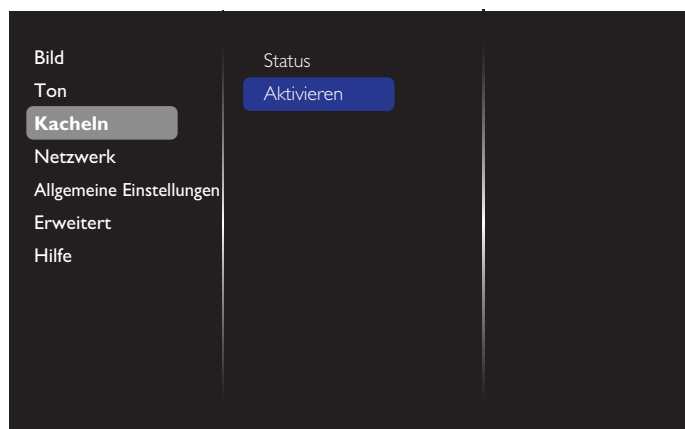 Bild
Ton
Kacheln
Netzwerk
Allgemeine Einstellungen
Erweitert
Hilfe
Status
Aktivieren